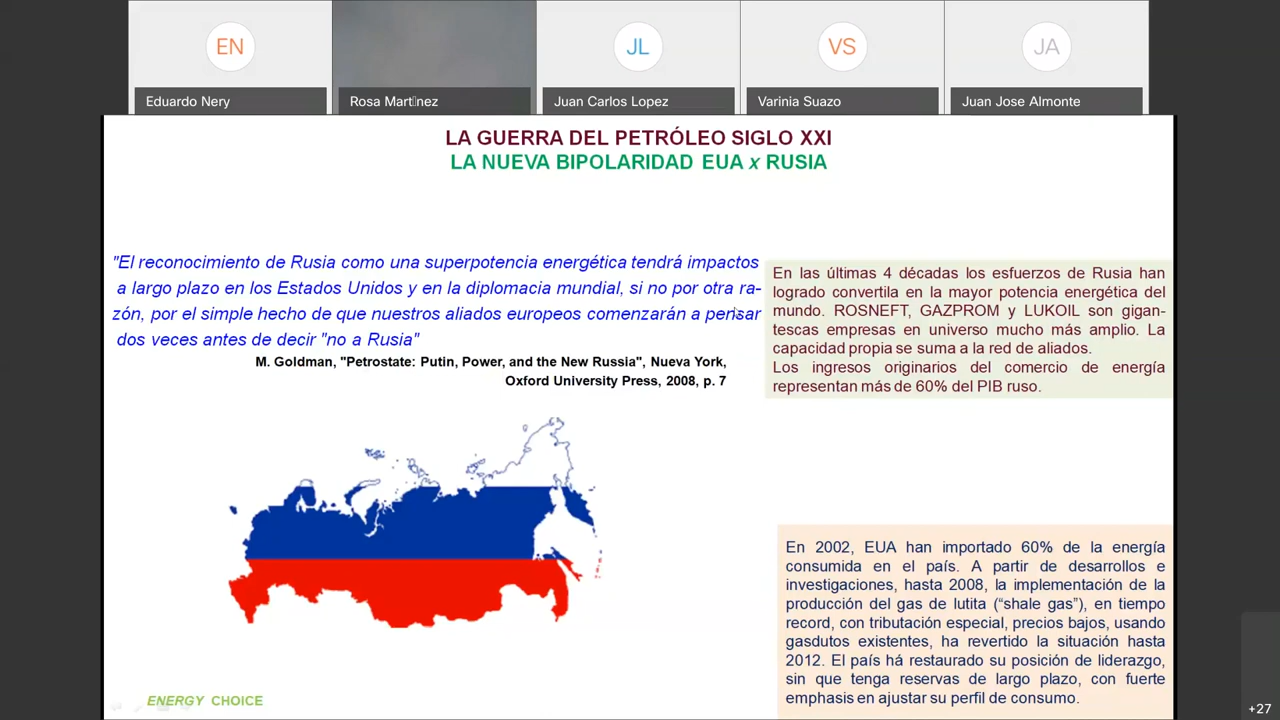 EN
JL
VS
JA
Eduardo Nery
Rosa Mart▯nez
Juan Carlos Lopez
Varinia Suazo
Juan Jose Almonte
LA GUERRA DEL PETRÓLEO SIGLO XXI
LA NUEVA BIPOLARIDAD EUA x RUSIA
"El reconocimiento de Rusia como una superpotencia energética tendrá impactos
a largo plazo en los Estados Unidos y en la diplomacia mundial, si no por otra ra-
zón, por el simple hecho de que nuestros aliados europeos comenzarán a pensar
dos veces antes de decir "no a Rusia"
M. Goldman, "Petrostate: Putin, Power, and the New Russia", Nueva York,
Oxford University Press, 2008, p. 7
En las últimas 4 décadas los esfuerzos de Rusia han
logrado convertila en la mayor potencia energética del
mundo. ROSNEFT, GAZPROM y LUKOIL son gigan-
tescas empresas en universo mucho más amplio. La
capacidad propia se suma a la red de aliados.
Los ingresos originarios del comercio de energía
representan más de 60% del PIB ruso.
En 2002, EUA han importado 60% de la energía
consumida en el país. A partir de desarrollos e
investigaciones, hasta 2008, la implementación de la
producción del gas de lutita ("shale gas"), en tiempo
record, con tributación especial, precios bajos, usando
gasdutos existentes, ha revertido la situación hasta
2012. El país há restaurado su posición de liderazgo,
sin que tenga reservas de largo plazo, con fuerte
emphasis en ajustar su perfil de consumo.
ENERGY CHOICE
+27